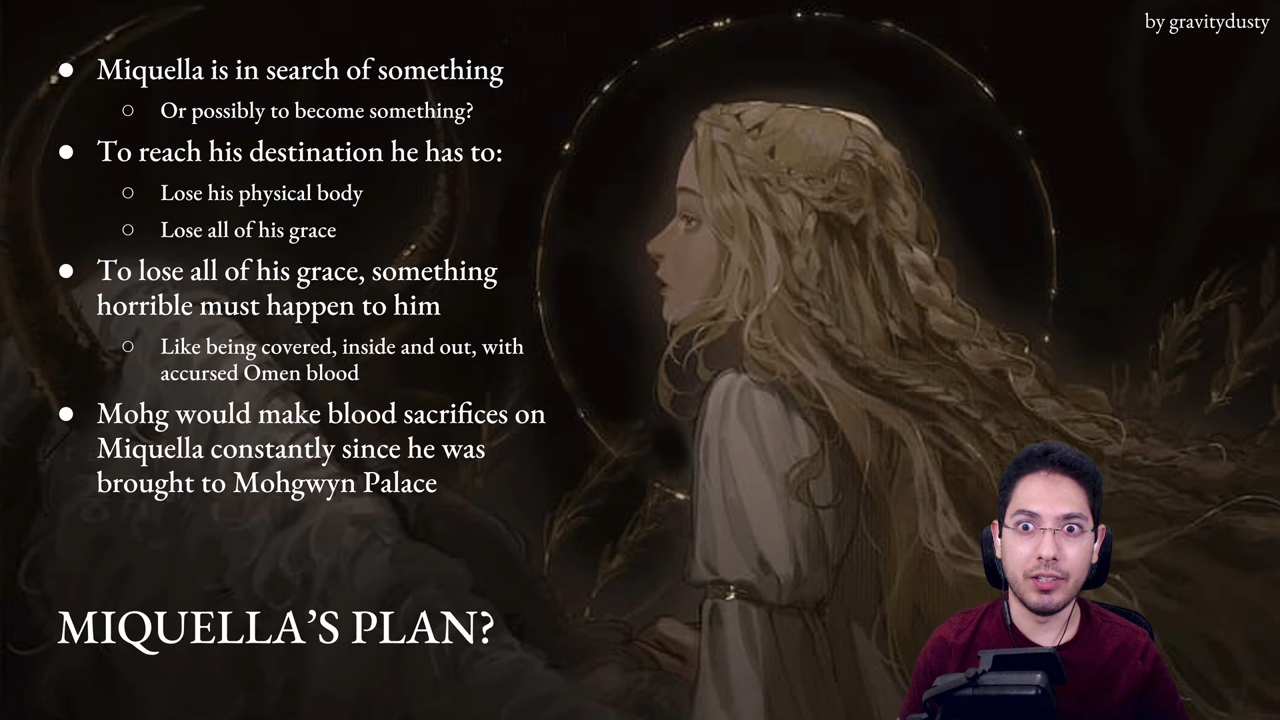 by gravitydusty
● Miquella is in search of something
○ Or possibly to become something?
● To reach his destination he has to:
○ Lose his physical body
○ Lose all of his grace
● To lose all of his grace, something
horrible must happen to him
○ Like being covered, inside and out, with
accursed Omen blood
● Mohg would make blood sacrifices on
Miquella constantly since he was
brought to Mohgwyn Palace
MIQUELLA’S PLAN?